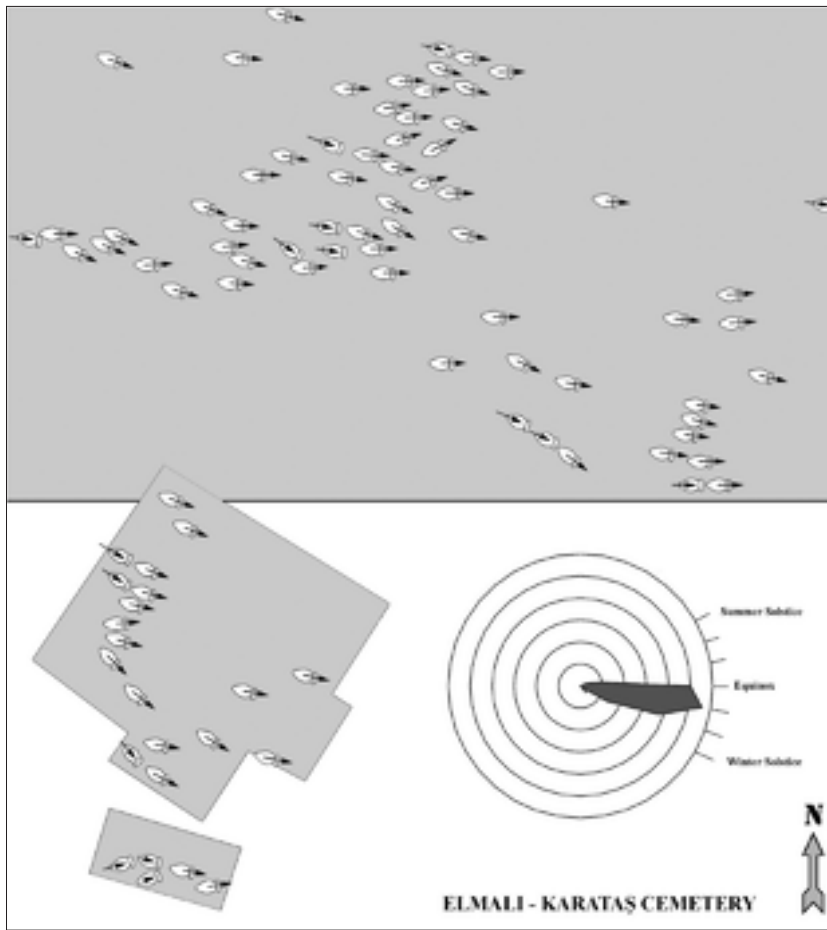 Summer Solstice
Equinox
Winter Solstice
N
ELMALI - KARATAŞ CEMETERY